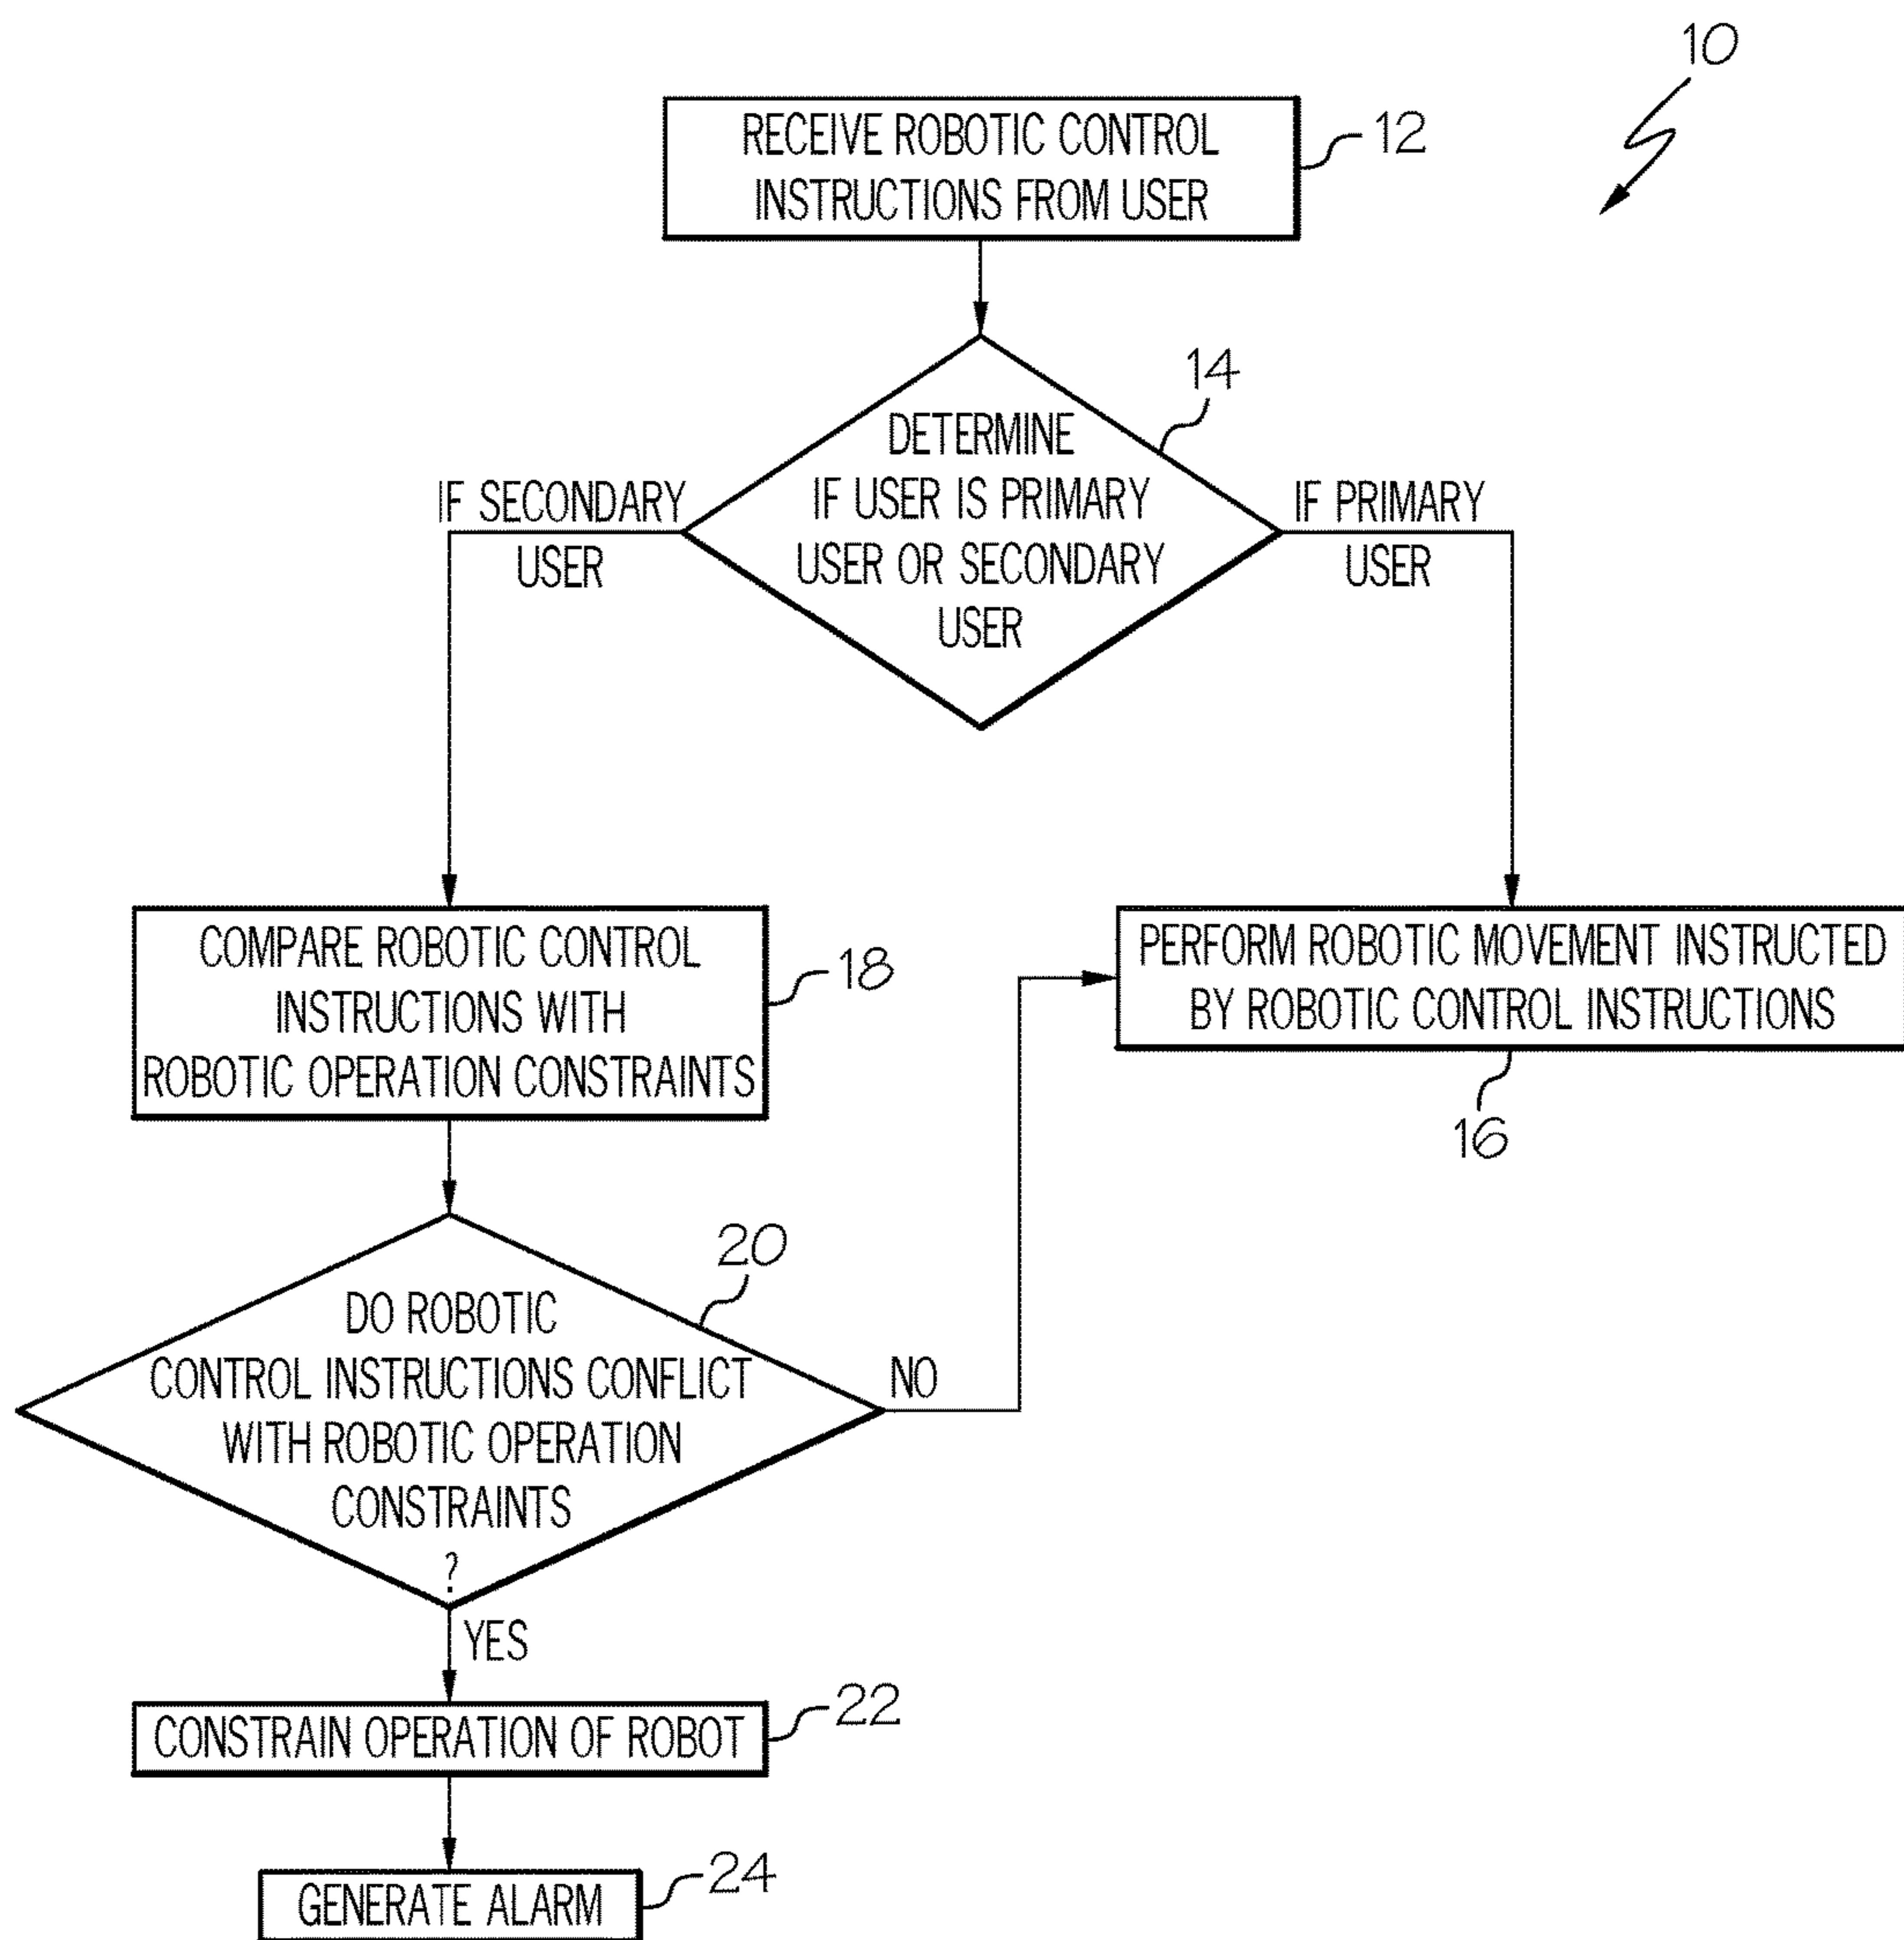 10
RECEIVE ROBOTIC CONTROL
INSTRUCTIONS FROM USER
12
14
DETERMINE
IF USER IS PRIMARY
USER OR SECONDARY
USER
IF SECONDARY
USER
IF PRIMARY
USER
COMPARE ROBOTIC CONTROL
INSTRUCTIONS WITH
ROBOTIC OPERATION CONSTRAINTS
18
PERFORM ROBOTIC MOVEMENT INSTRUCTED
BY ROBOTIC CONTROL INSTRUCTIONS
16
20
DO ROBOTIC
CONTROL INSTRUCTIONS CONFLICT
WITH ROBOTIC OPERATION
CONSTRAINTS
?
NO
YES
CONSTRAIN OPERATION OF ROBOT
22
GENERATE ALARM
24